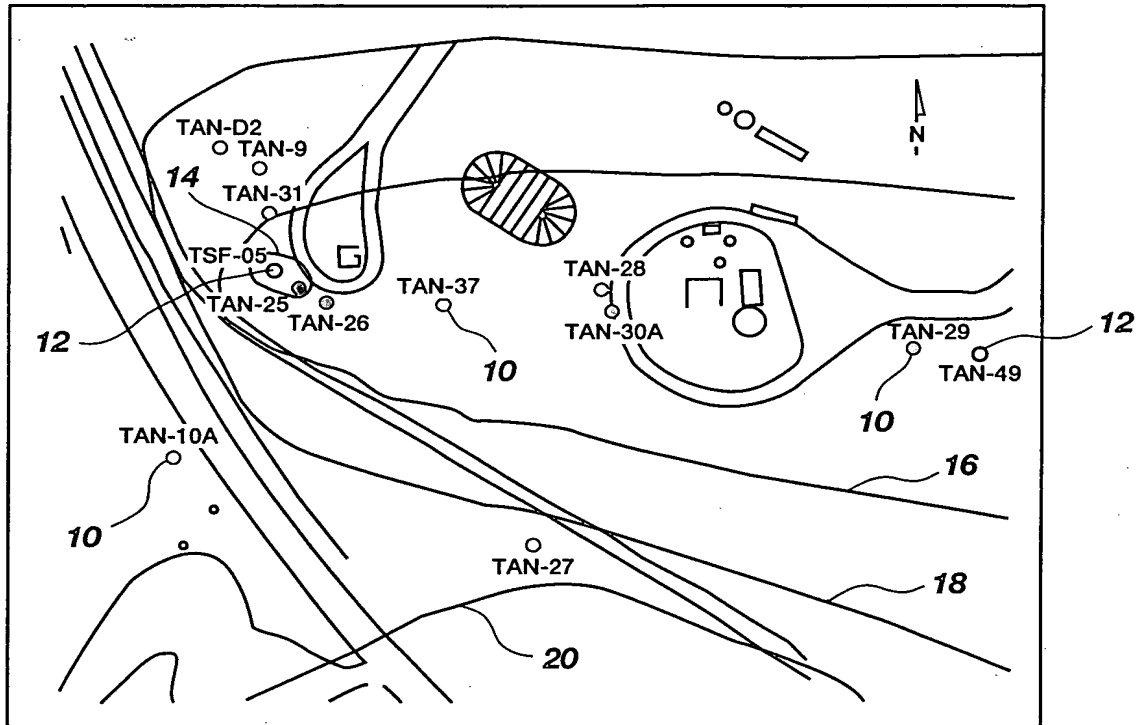 TAN-D2
TAN-9
14
TAN-31
N
TSF-05
TAN-25
TAN-26
TAN-37
TAN-28
TAN-30A
12
10
TAN-29
12
TAN-49
10
TAN-10A
16
10
TAN-27
18
20